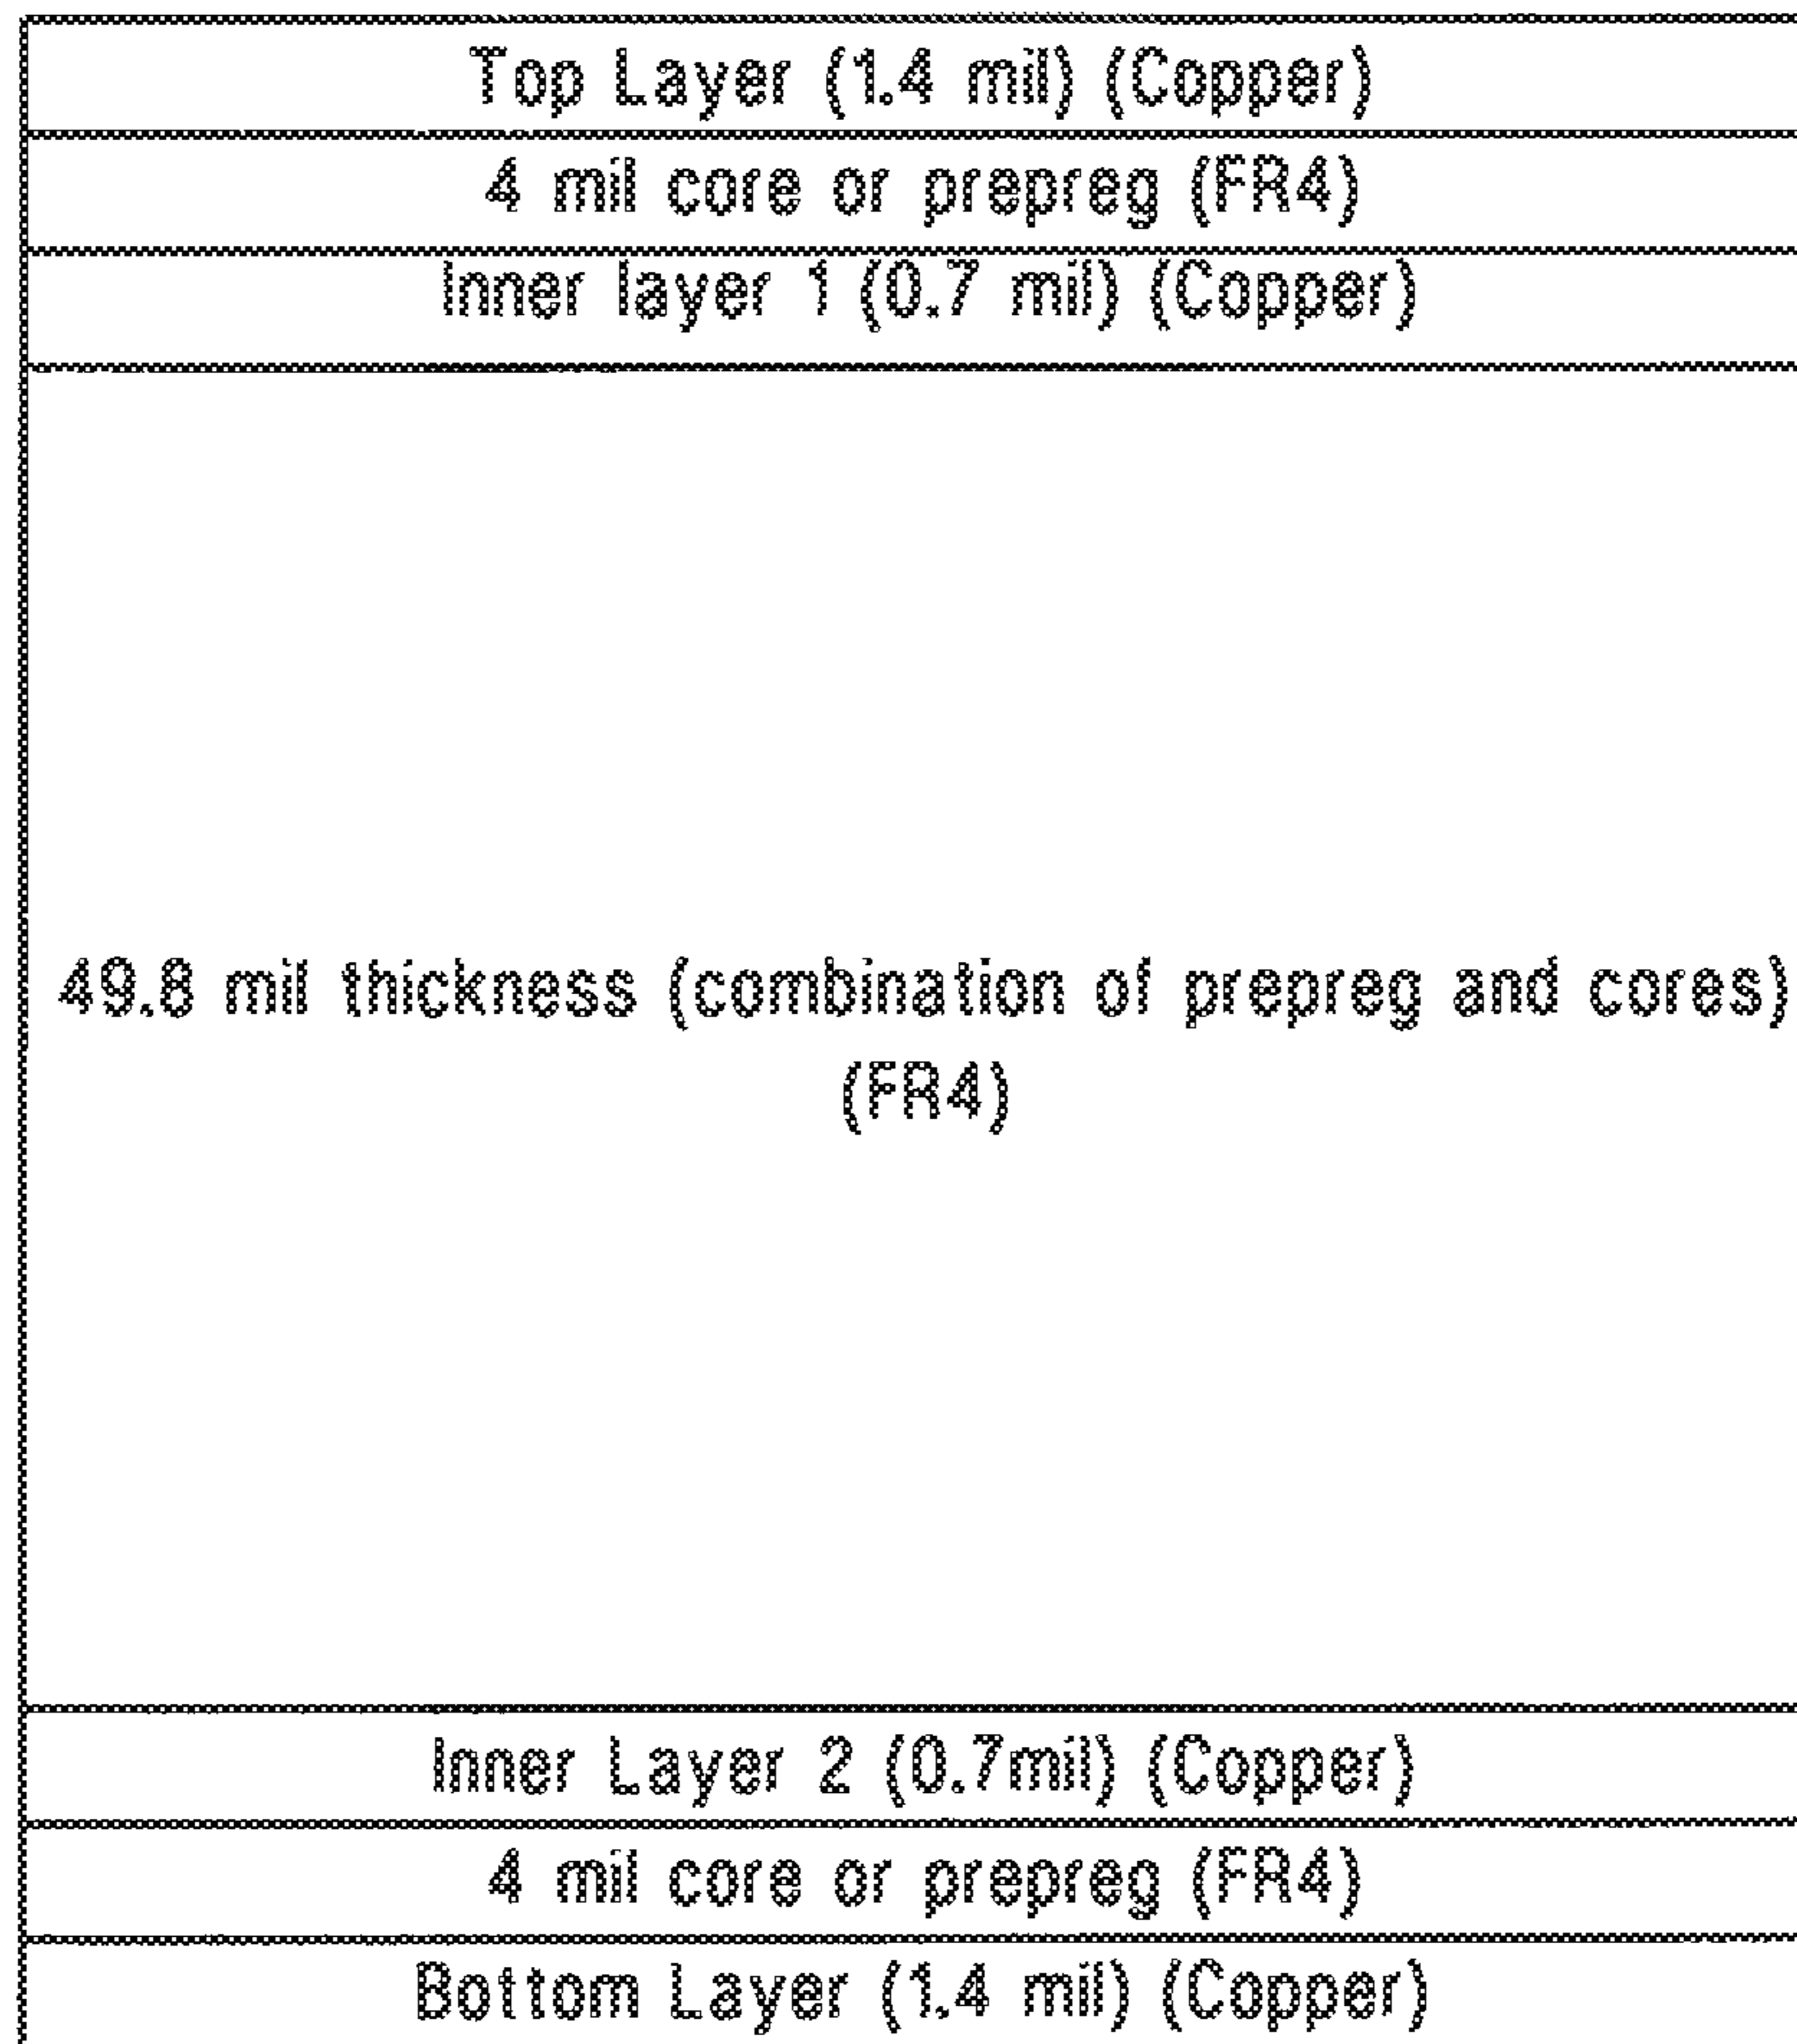 Top Layer (1.4 mil) (Copper)
4 mil core or prepreg (FR4)
Inner layer 1 (0.7 mil) (Copper)
49.8 mil thickness (combination of prepreg and cores)
(FR4)
Inner Layer 2 (0.7mil) (Copper)
4 mil core or prepreg (FR4)
Bottom Layer (1.4 mil) (Copper)